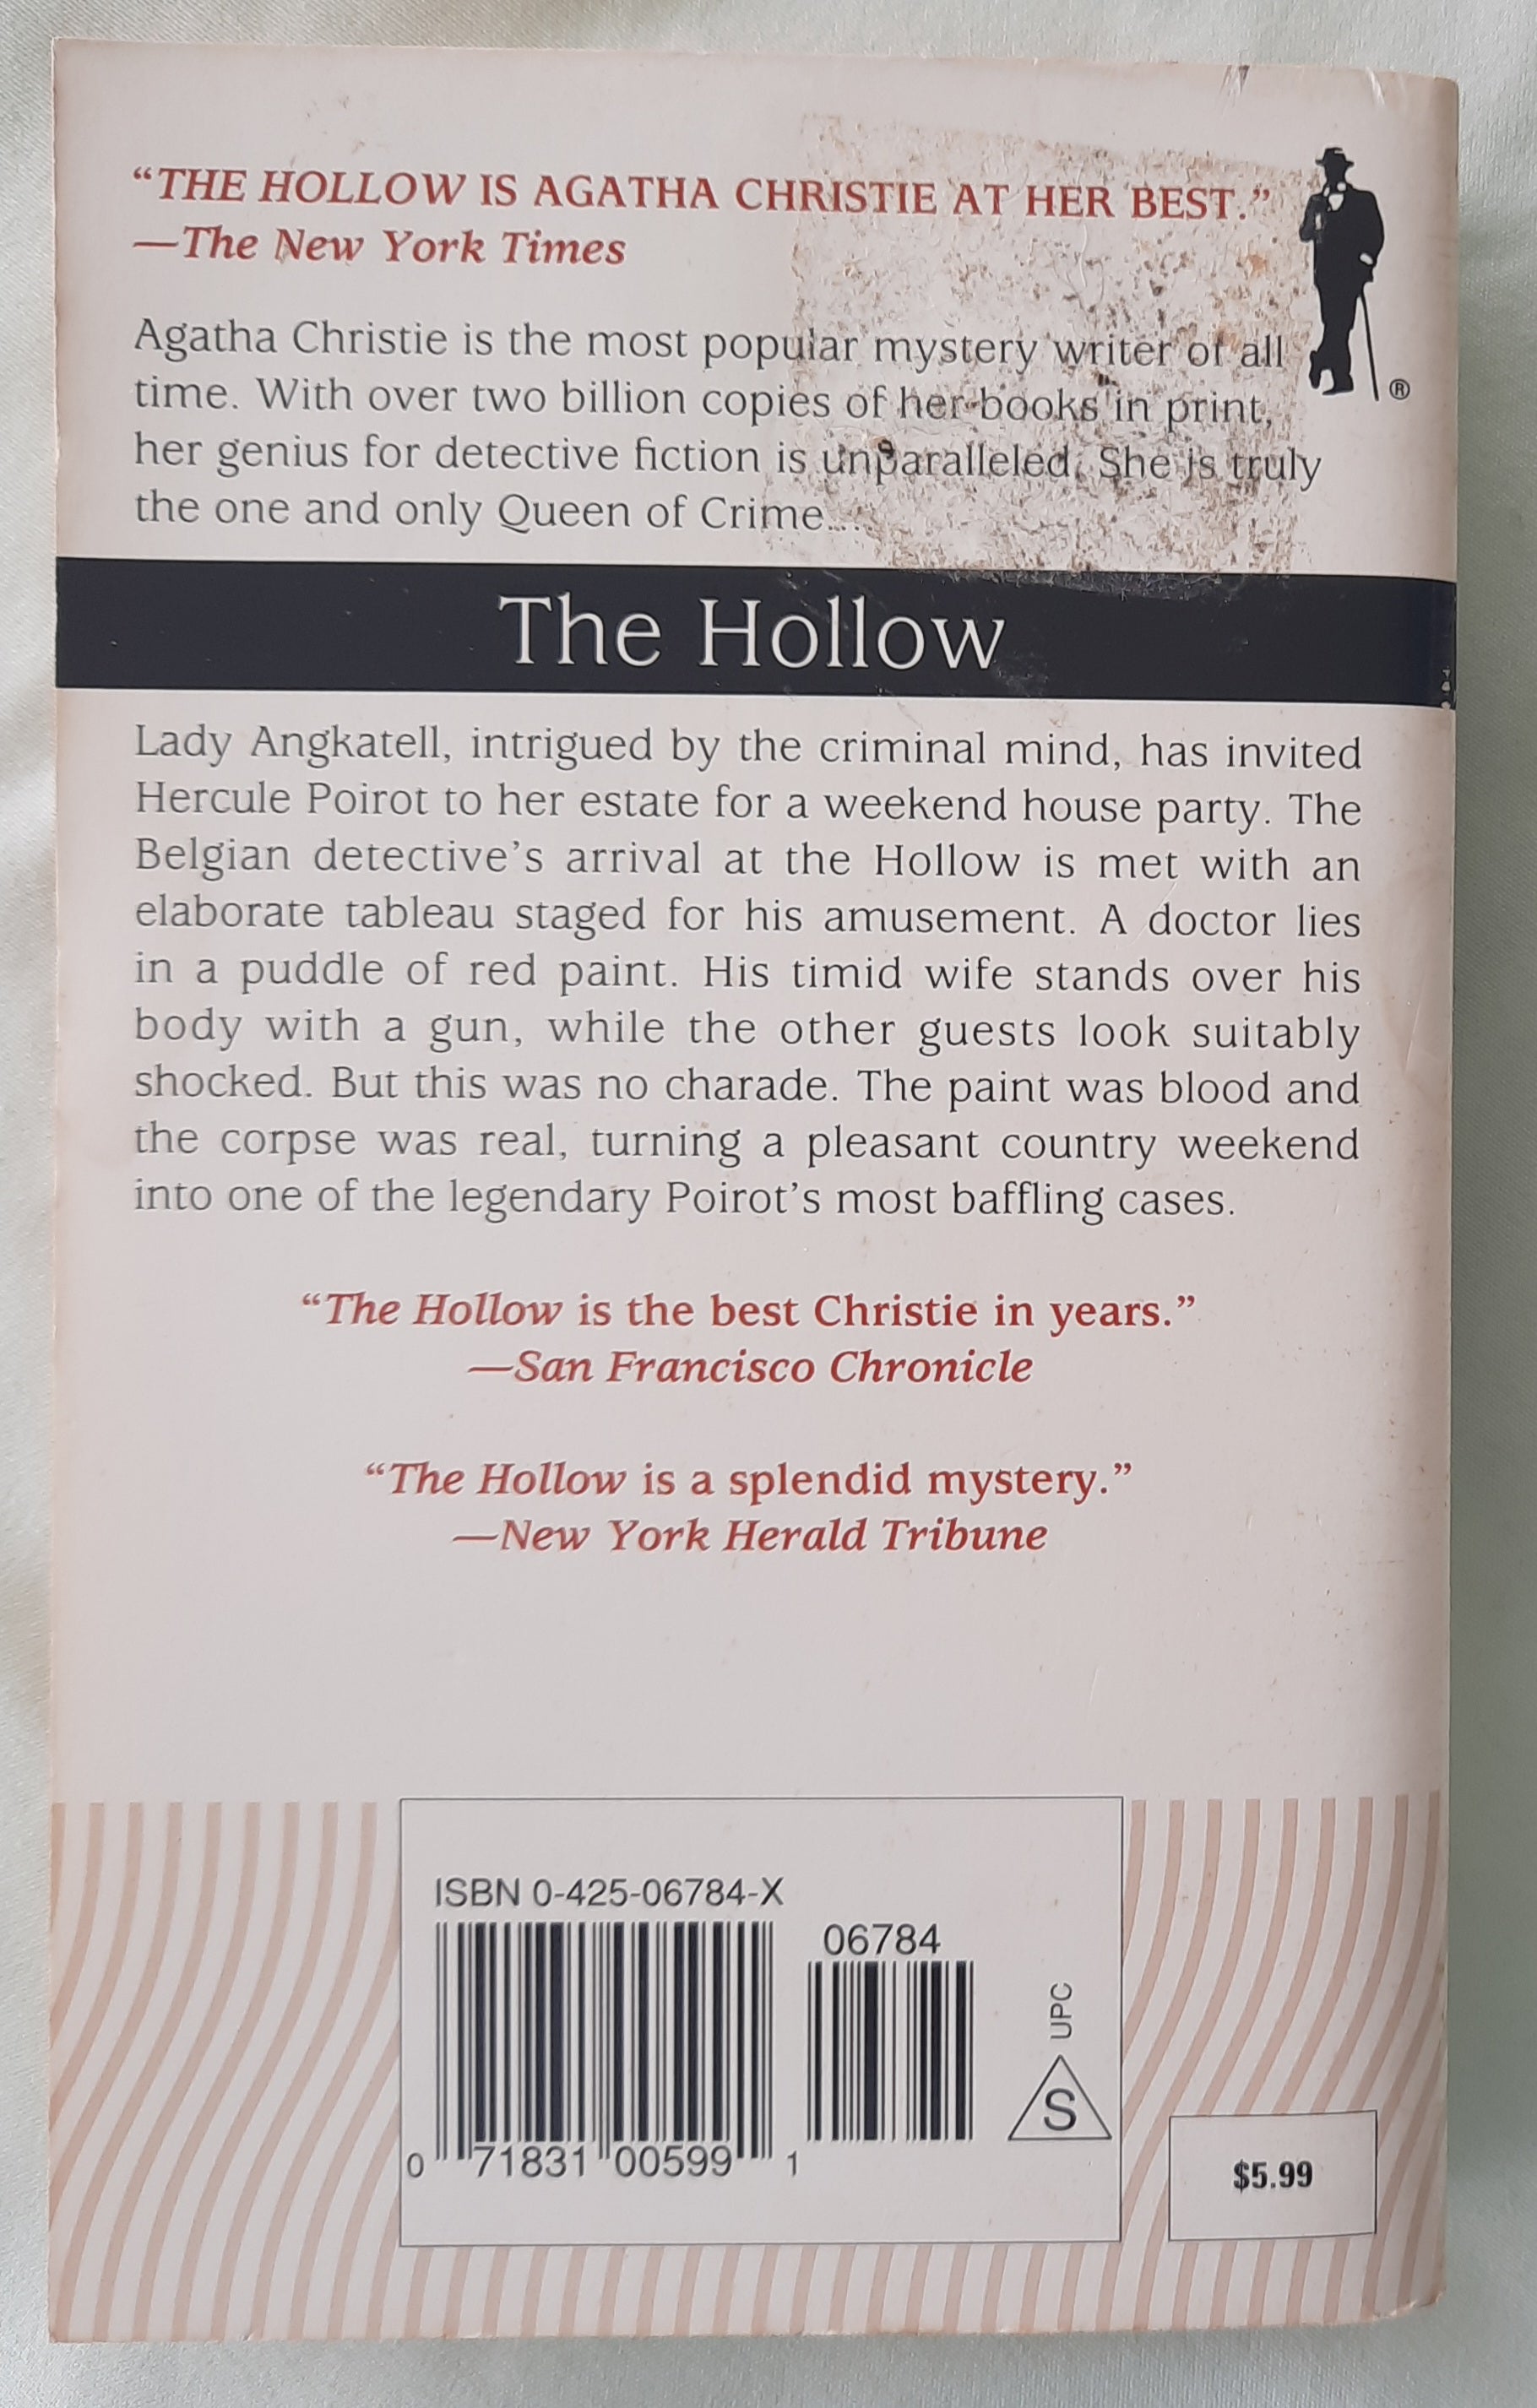 “THE HOLLOW IS AGATHA CHRISTIE AT HER BEST.”
—The New York Times
Agatha Christie is the most popular mystery writer of all
time. With over two billion copies of her books in print,
her genius for detective fiction is unparalleled. She is truly
the one and only Queen of Crime...
®
The Hollow
Lady Angkatell, intrigued by the criminal mind, has invited
Hercule Poirot to her estate for a weekend house party. The
Belgian detective’s arrival at the Hollow is met with an
elaborate tableau staged for his amusement. A doctor lies
in a puddle of red paint. His timid wife stands over his
body with a gun, while the other guests look suitably
shocked. But this was no charade. The paint was blood and
the corpse was real, turning a pleasant country weekend
into one of the legendary Poirot’s most baffling cases.
“The Hollow is the best Christie in years.”
—San Francisco Chronicle
“The Hollow is a splendid mystery.”
—New York Herald Tribune
ISBN 0-425-06784-X
06784
UPC
S
0 71831 00599 1
$5.99